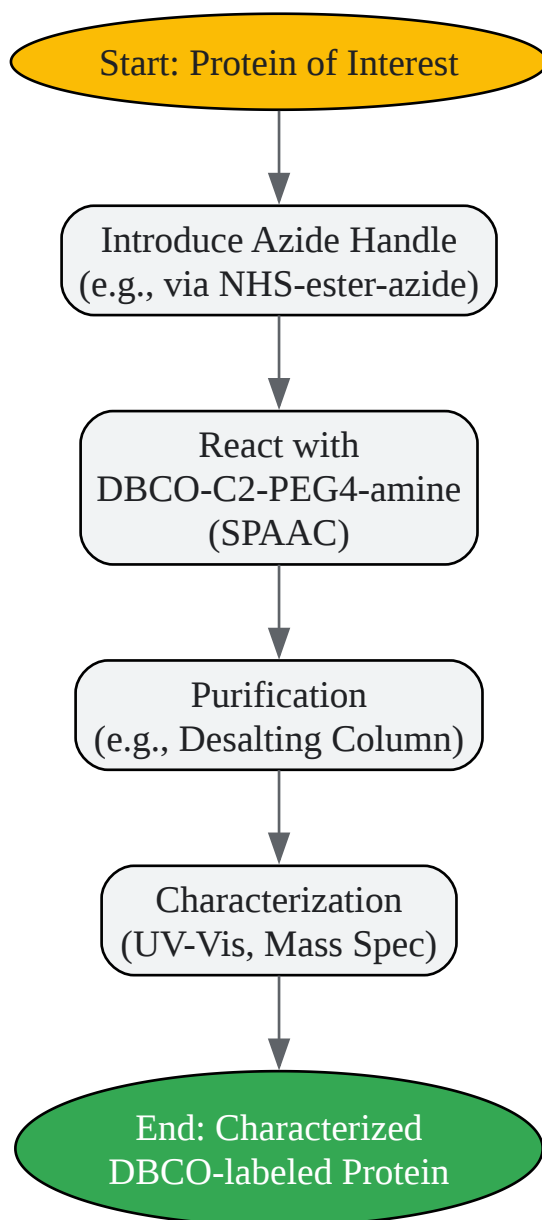 Start: Protein of Interest
Introduce Azide Handle
(e.g., via NHS-ester-azide)
React with
DBCO-C2-PEG4-amine
(SPAAC)
Purification
(e.g., Desalting Column)
Characterization
(UV-Vis, Mass Spec)
End: Characterized
DBCO-labeled Protein